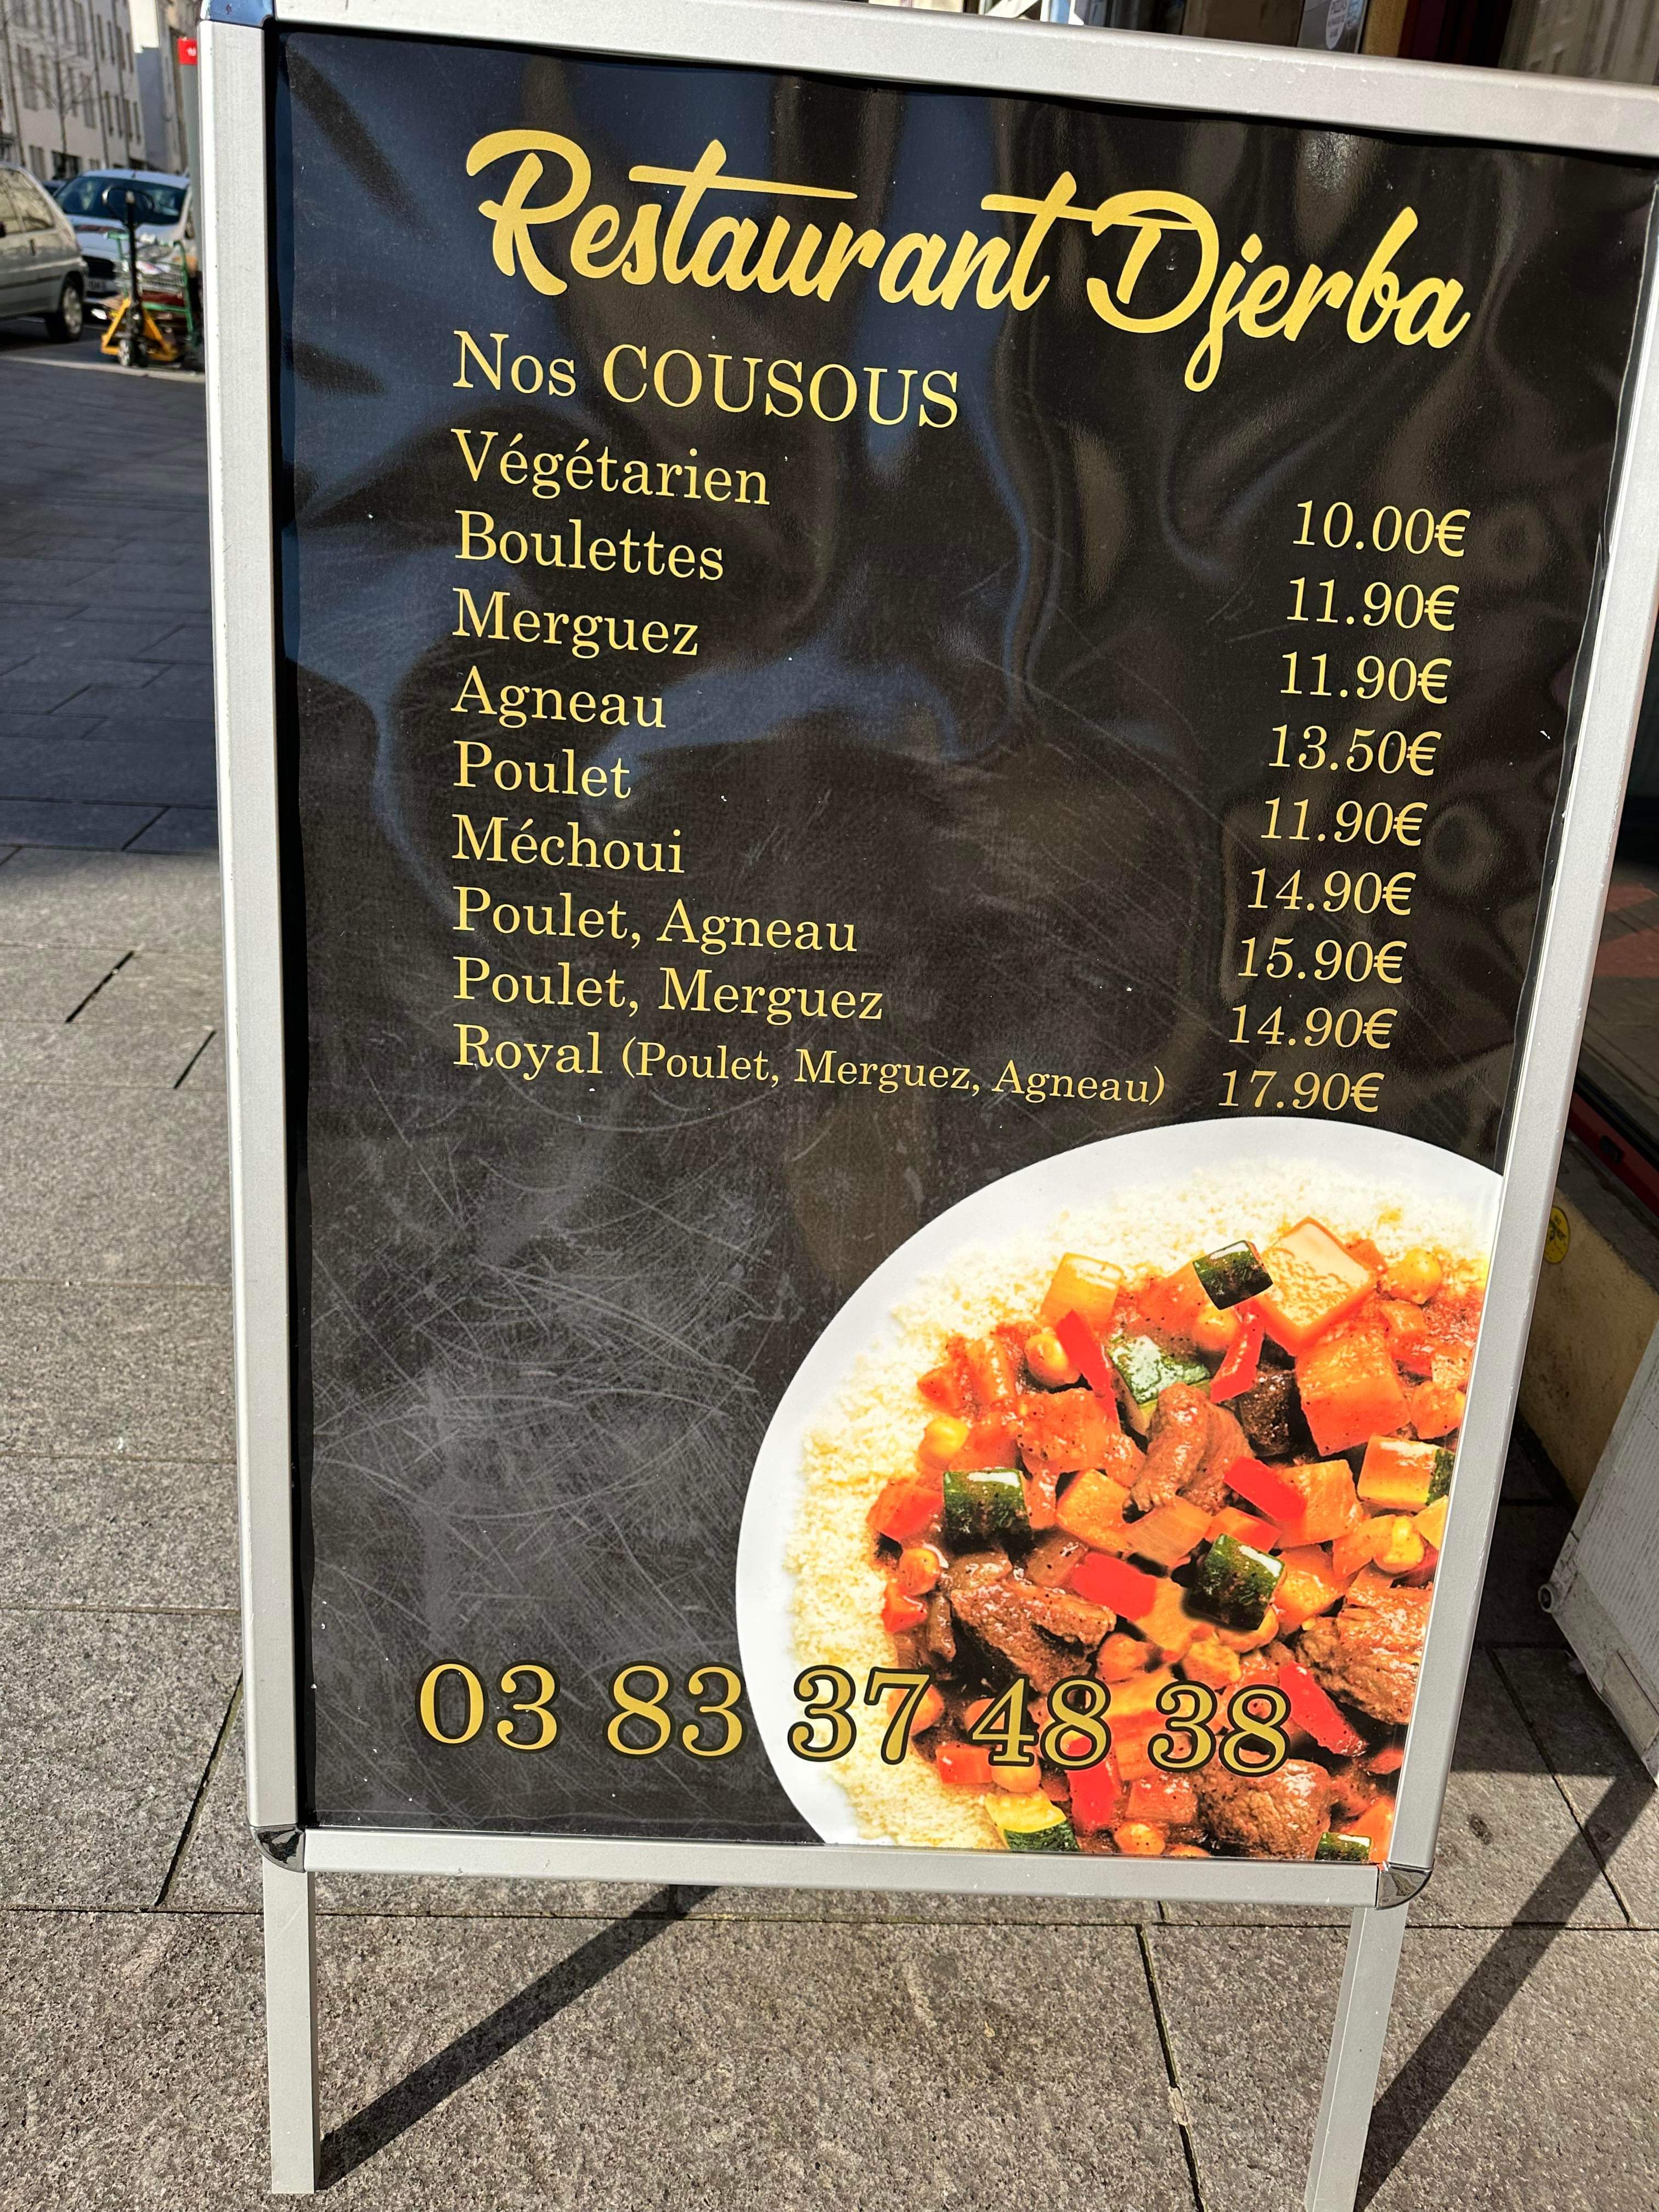 Restaurant Djerba
Nos COUSOUS
Végétarien 10.00€
Boulettes 11.90€
Merguez 11.90€
Agneau 13.50€
Poulet 11.90€
Méchoui 14.90€
Poulet, Agneau 15.90€
Poulet, Merguez 14.90€
Royal (Poulet, Merguez, Agneau) 17.90€
03 83 37 48 38